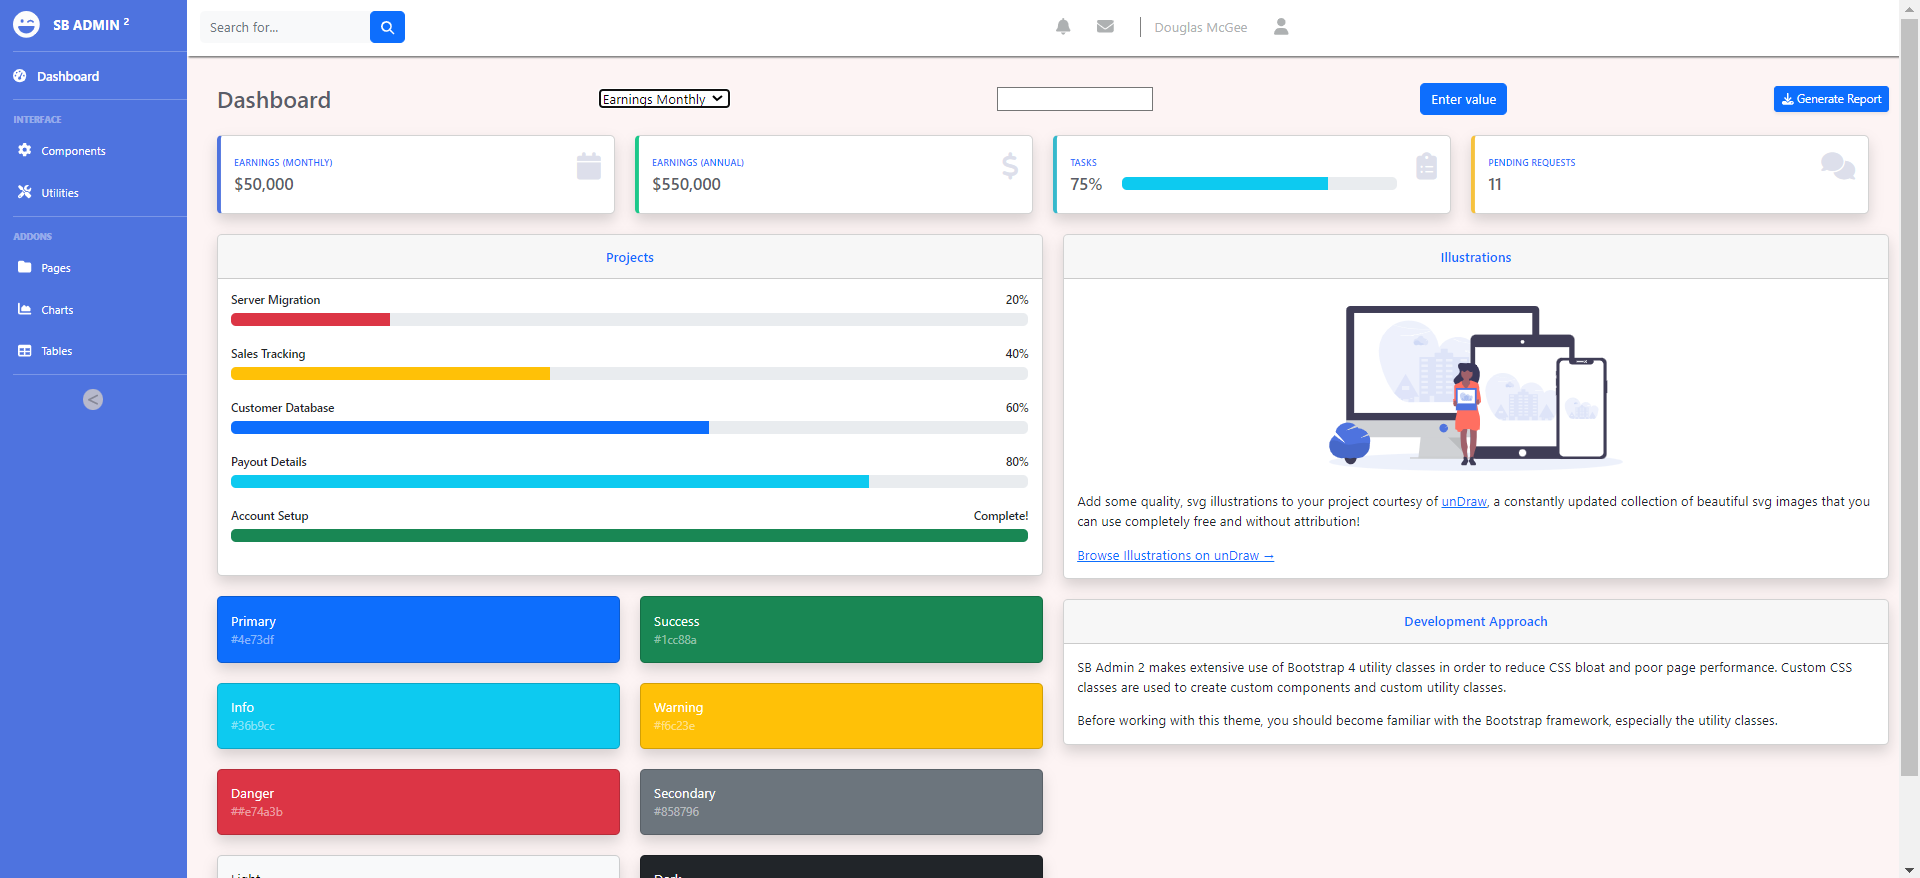 SB ADMIN 2
Search for...
Douglas McGee
Dashboard
INTERFACE
Components
Utilities
ADDONS
Pages
Charts
Tables
<
Dashboard
Earnings Monthly
Enter value
Generate Report
EARNINGS (MONTHLY)
$50,000
EARNINGS (ANNUAL)
$550,000
TASKS
75%
PENDING REQUESTS
11
Projects
Server Migration 20%
Sales Tracking 40%
Customer Database 60%
Payout Details 80%
Account Setup Complete!
Illustrations
Add some quality, svg illustrations to your project courtesy of unDraw, a constantly updated collection of beautiful svg images that you
can use completely free and without attribution!
Browse Illustrations on unDraw →
Primary
#4e73df
Success
#1cc88a
Info
#36b9cc
Warning
#f6c23e
Danger
##e74a3b
Secondary
#858796
Light
Dark
Development Approach
SB Admin 2 makes extensive use of Bootstrap 4 utility classes in order to reduce CSS bloat and poor page performance. Custom CSS
classes are used to create custom components and custom utility classes.
Before working with this theme, you should become familiar with the Bootstrap framework, especially the utility classes.